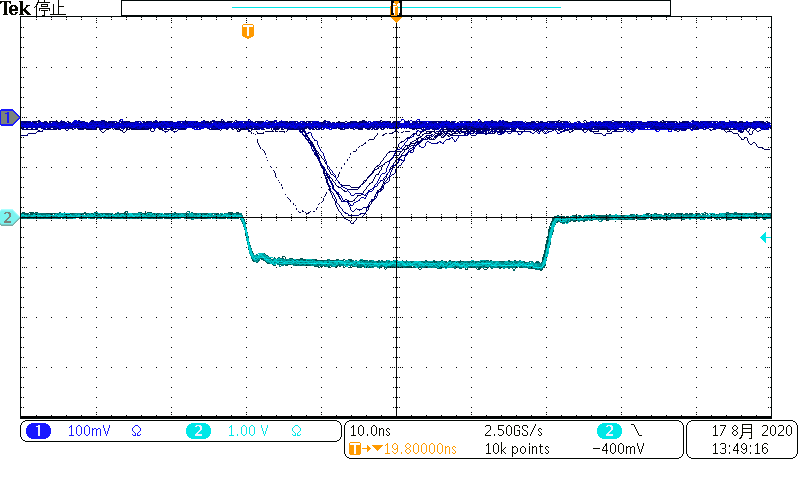 Tek 停止
T
1
2
1 100mV Ω 2 1.00 V Ω 10.0ns 2.50GS/s 2 17 8月 2020
T→▼19.80000ns 10k points −400mV 13:49:16